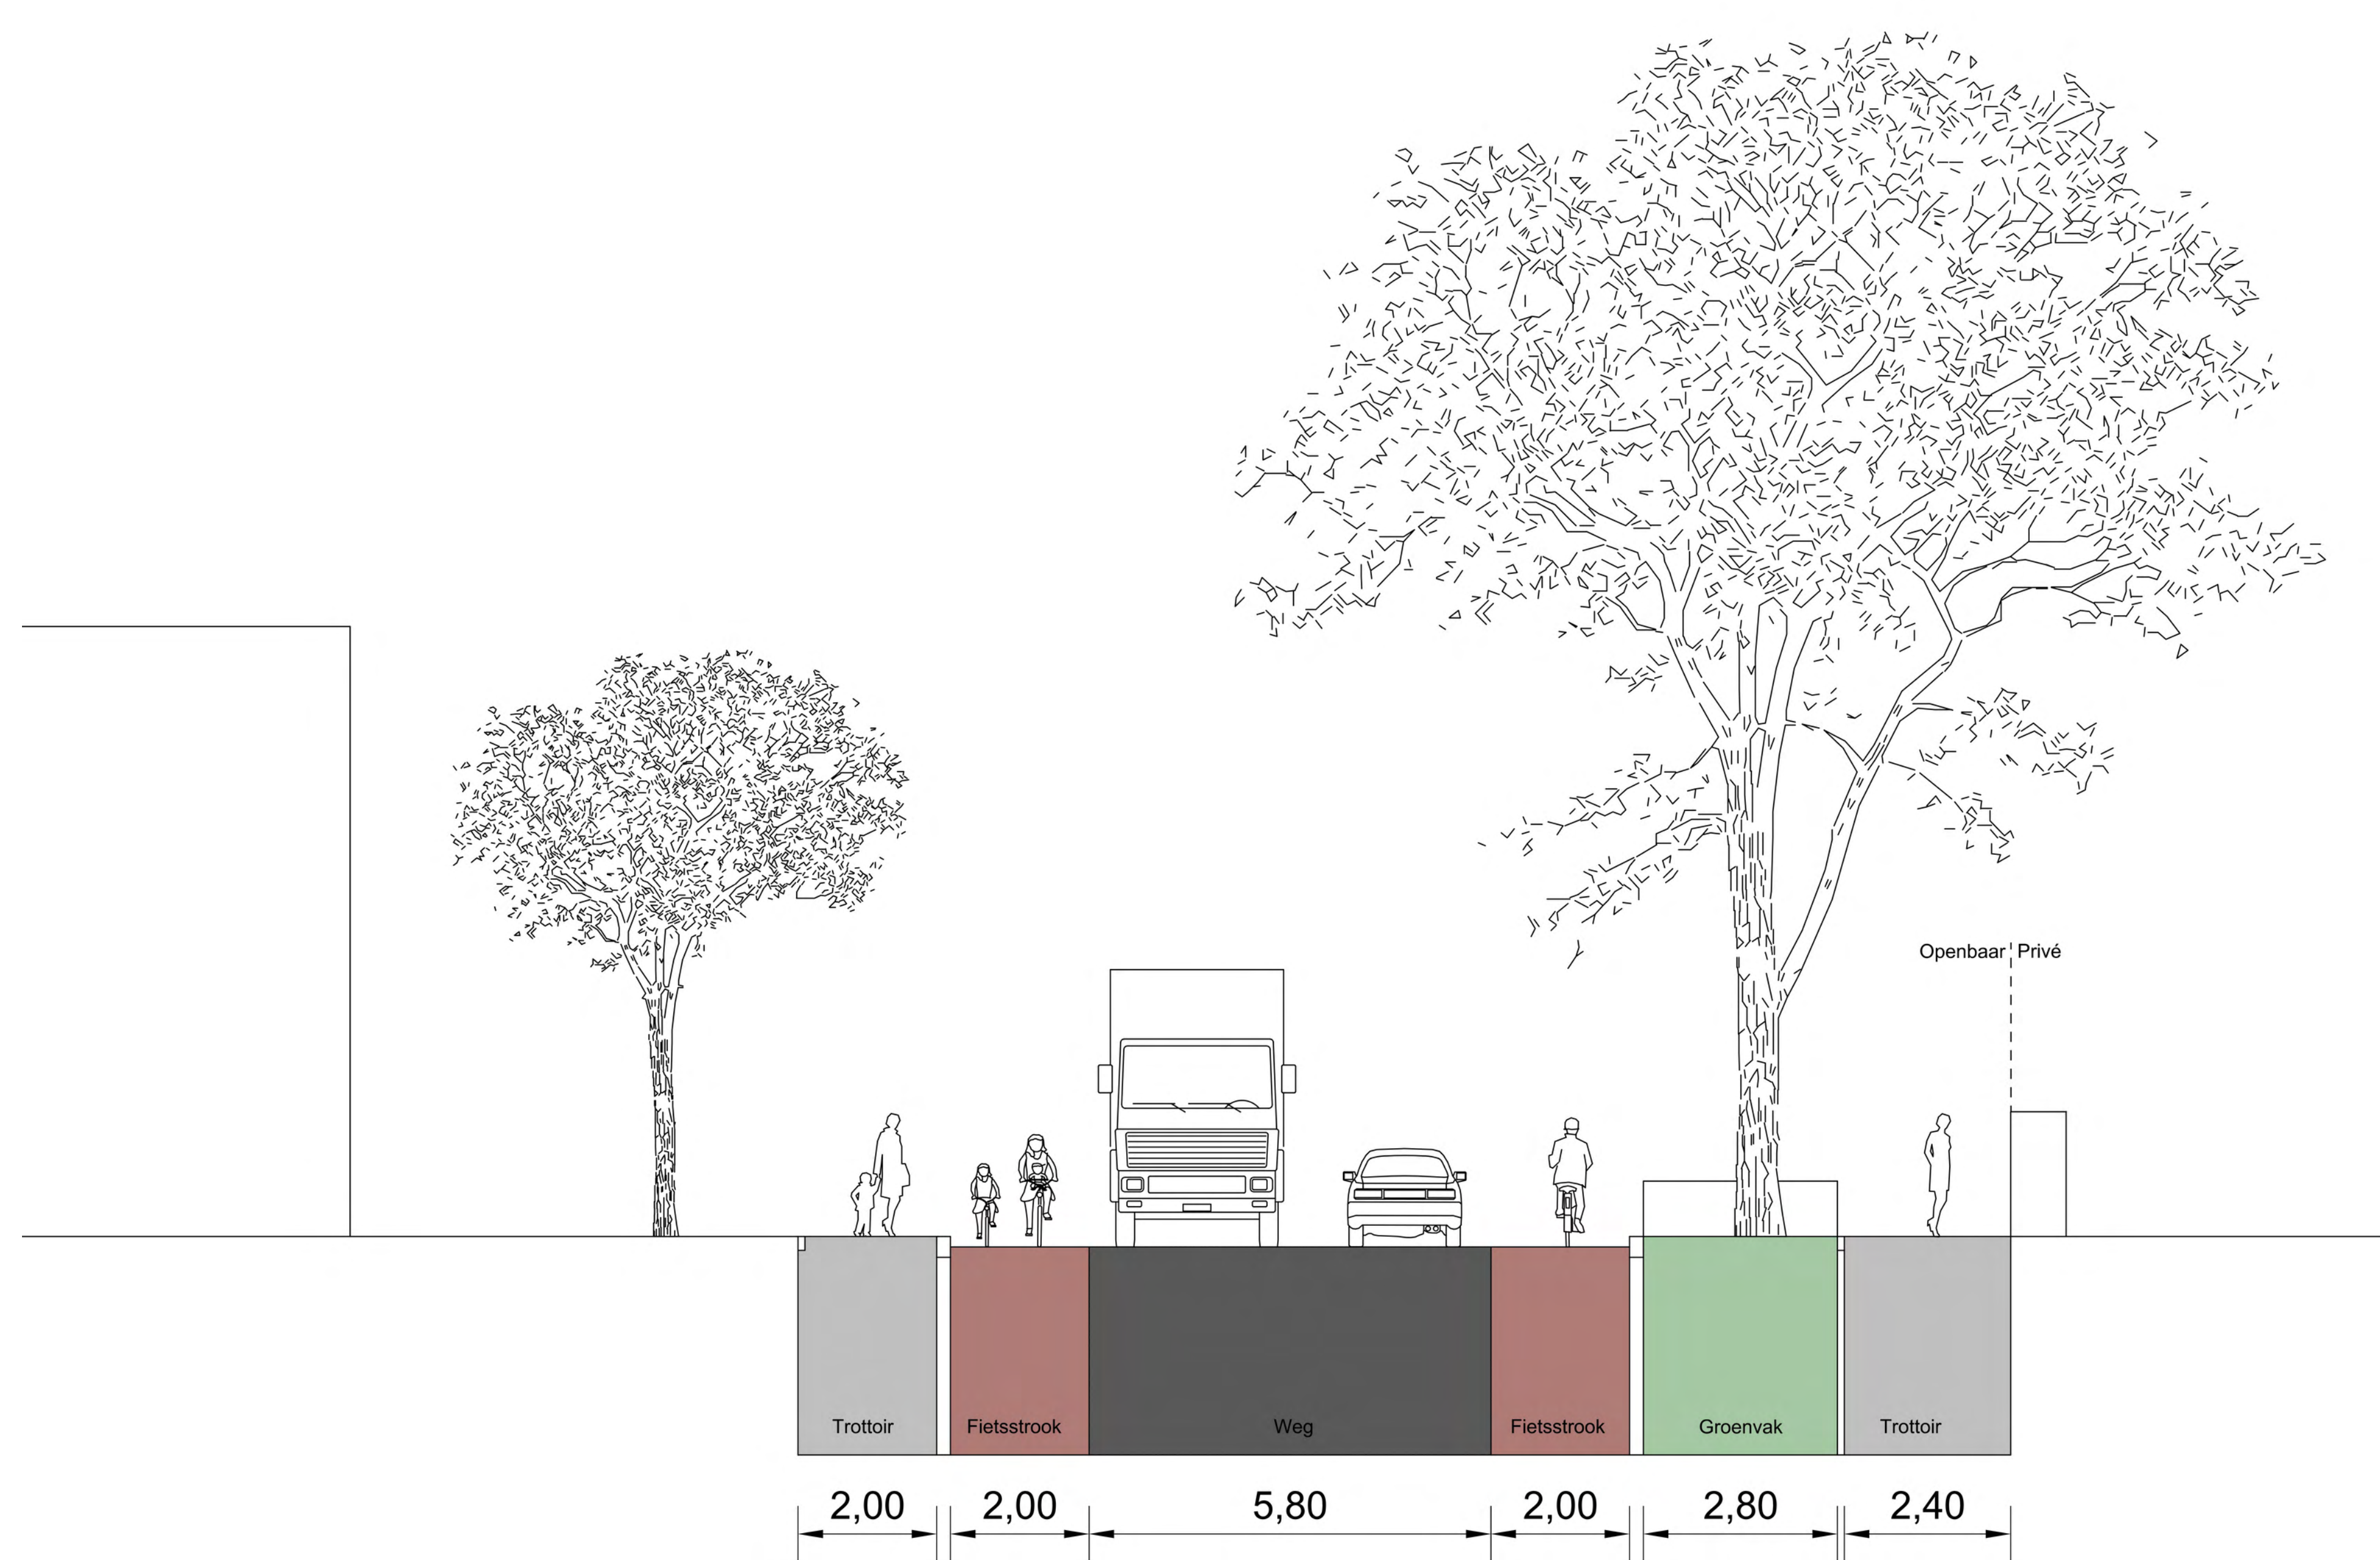 Openbaar Privé
Trottoir Fietsstrook Weg Fietsstrook Groenvak Trottoir
2,00 2,00 5,80 2,00 2,80 2,40